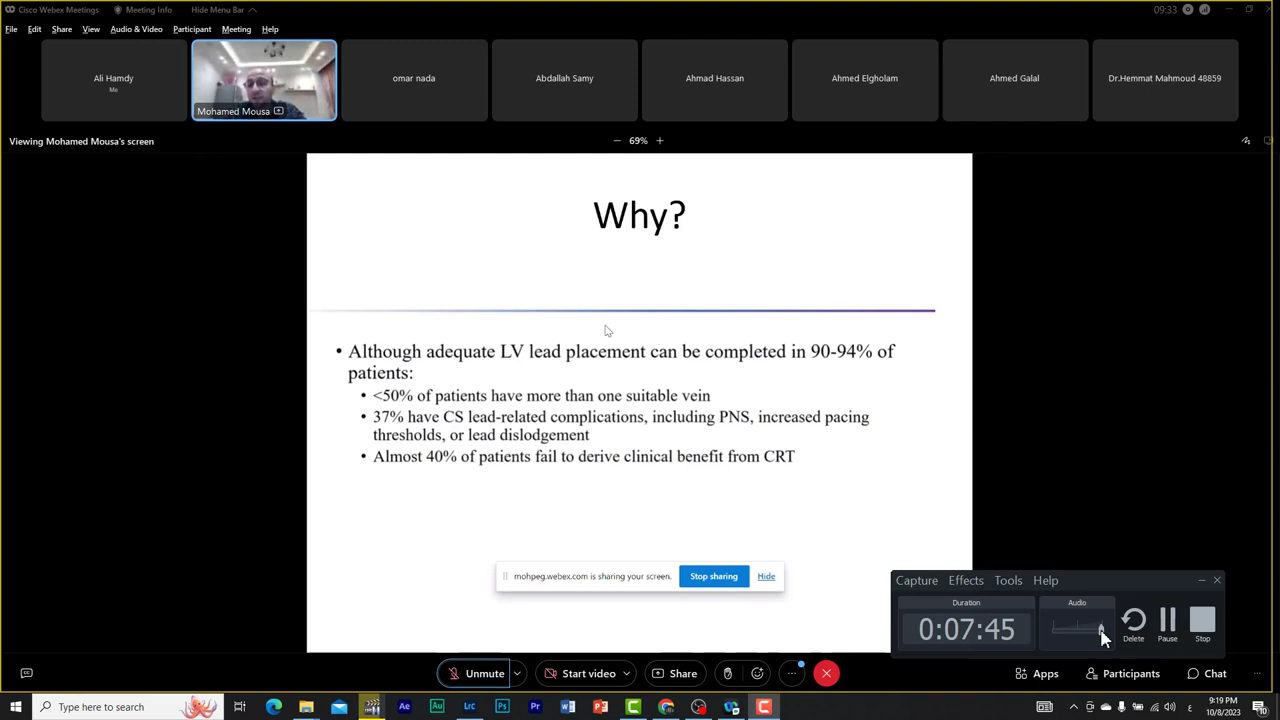 Cisco Webex Meetings Meeting Info Hide Menu Bar 09:33
File Edit Share View Audio & Video Participant Meeting Help
Ali Hamdy
Me
Mohamed Mousa
omar nada
Abdallah Samy
Ahmad Hassan
Ahmed Elgholam
Ahmed Galal
Dr.Hemmat Mahmoud 48859
Viewing Mohamed Mousa's screen
− 69% +
Why?
• Although adequate LV lead placement can be completed in 90-94% of
patients:
• <50% of patients have more than one suitable vein
• 37% have CS lead-related complications, including PNS, increased pacing
thresholds, or lead dislodgement
• Almost 40% of patients fail to derive clinical benefit from CRT
mohpeg.webex.com is sharing your screen. Stop sharing Hide
Capture Effects Tools Help
Duration
0:07:45
Audio
Delete Pause Stop
Unmute Start video Share Apps Participants Chat
Type here to search
Ae Au Lrc Ps Pr
9:19 PM
10/8/2023